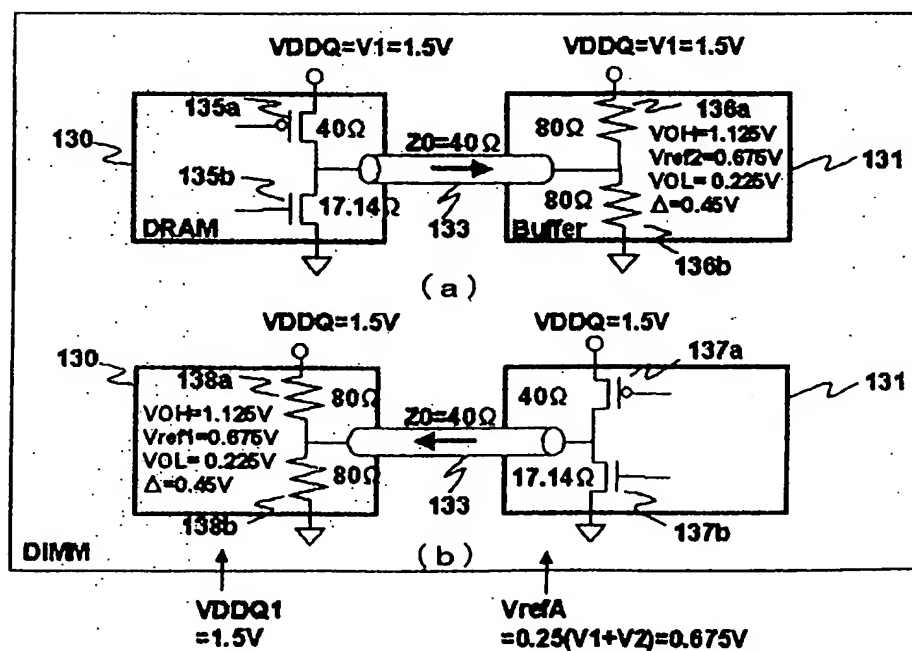 VDDQ=V1=1.5V
VDDQ=V1=1.5V
135a
136a
130
40Ω
Z0=40Ω
80Ω
VOH=1.125V
Vref2=0.675V
VOL= 0.225V
Δ=0.45V
131
135b
17.14Ω
80Ω
DRAM
133
Buffer
136b
(a)
VDDQ=1.5V
VDDQ=1.5V
130
138a
137a
131
80Ω
40Ω
VOH=1.125V
Vref1=0.675V
VOL= 0.225V
Δ=0.45V
Z0=40Ω
80Ω
17.14Ω
138b
133
137b
DIMM
(b)
VDDQ1
=1.5V
VrefA
=0.25(V1+V2)=0.675V